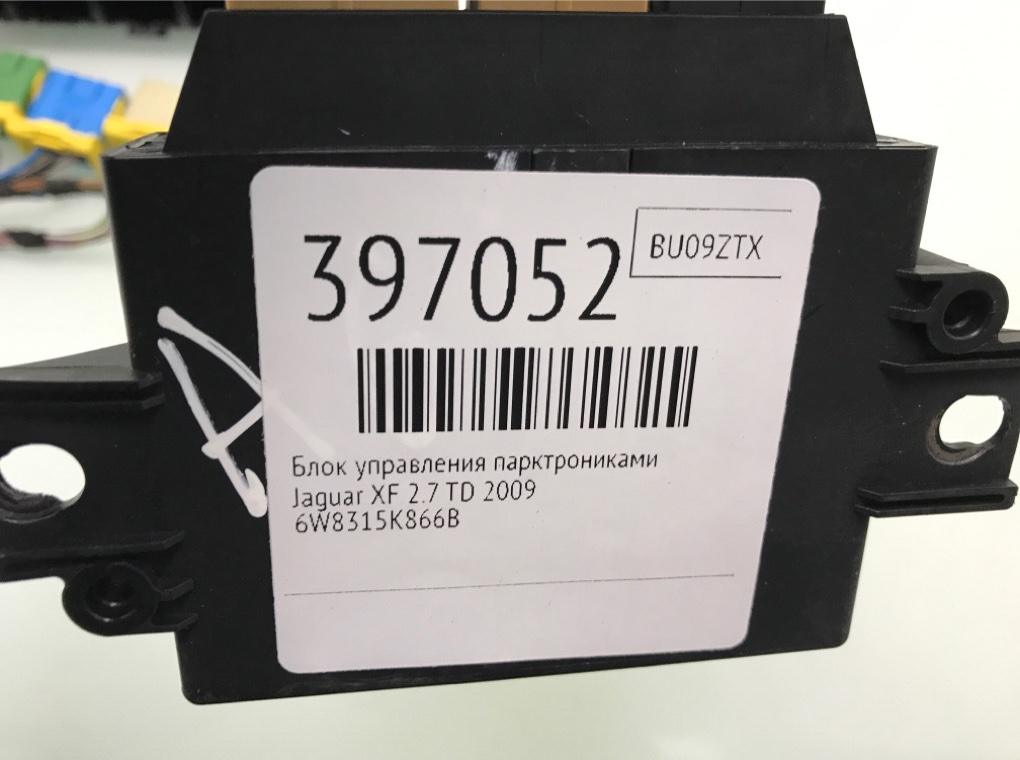 397052
BU09ZTX
Блок управления парктрониками
Jaguar XF 2.7 TD 2009
6W8315K866B
A